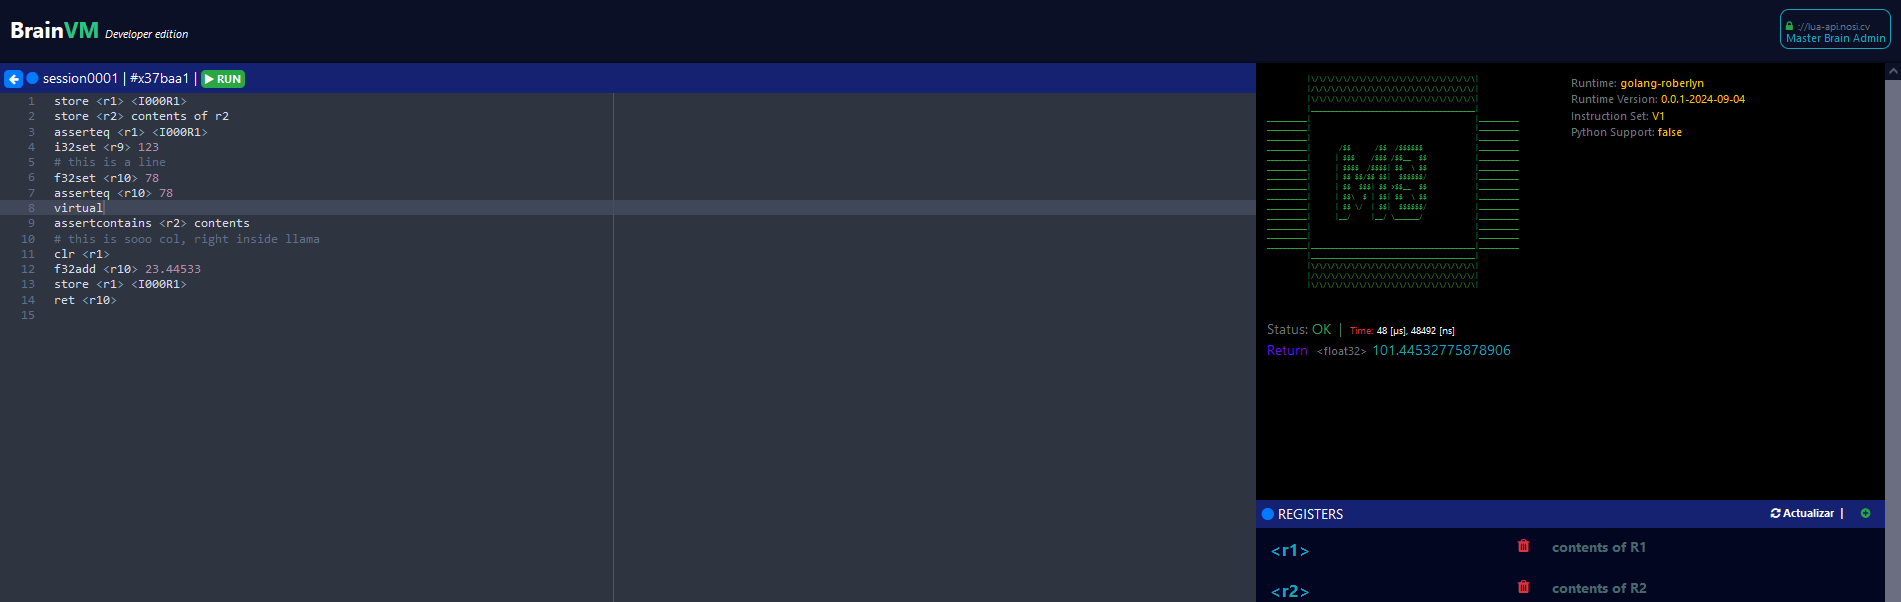 BrainVM Developer edition
://lua-api.nosi.cv
Master Brain Admin
session0001 | #x37baa1 | RUN
1 store <r1> <I000R1>
2 store <r2> contents of r2
3 asserteq <r1> <I000R1>
4 i32set <r9> 123
5 # this is a line
6 f32set <r10> 78
7 asserteq <r10> 78
8 virtual
9 assertcontains <r2> contents
10 # this is sooo col, right inside llama
11 clr <r1>
12 f32add <r10> 23.44533
13 store <r1> <I000R1>
14 ret <r10>
15
Runtime: golang-roberlyn
Runtime Version: 0.0.1-2024-09-04
Instruction Set: V1
Python Support: false
Status: OK | Time: 48 [µs], 48492 [ns]
Return <float32> 101.44532775878906
REGISTERS
Actualizar |
<r1> contents of R1
<r2> contents of R2